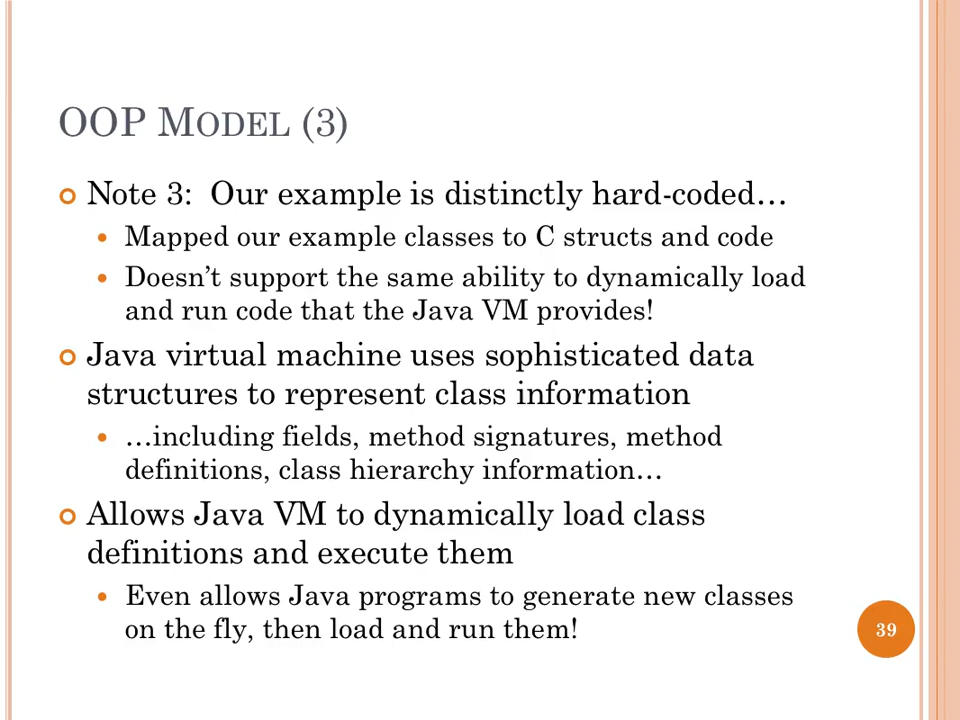 OOP MODEL (3)
Note 3: Our example is distinctly hard-coded…
Mapped our example classes to C structs and code
Doesn't support the same ability to dynamically load
and run code that the Java VM provides!
Java virtual machine uses sophisticated data
structures to represent class information
…including fields, method signatures, method
definitions, class hierarchy information…
Allows Java VM to dynamically load class
definitions and execute them
Even allows Java programs to generate new classes
on the fly, then load and run them!
39